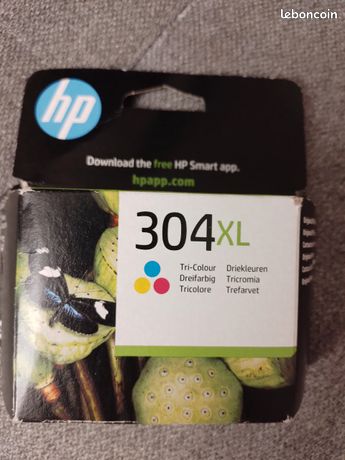 leboncoin
hp
Download the free HP Smart app.
hpapp.com
304XL
Tri-Colour Driekleuren
Dreifarbig Tricromia
Tricolore Trefarvet